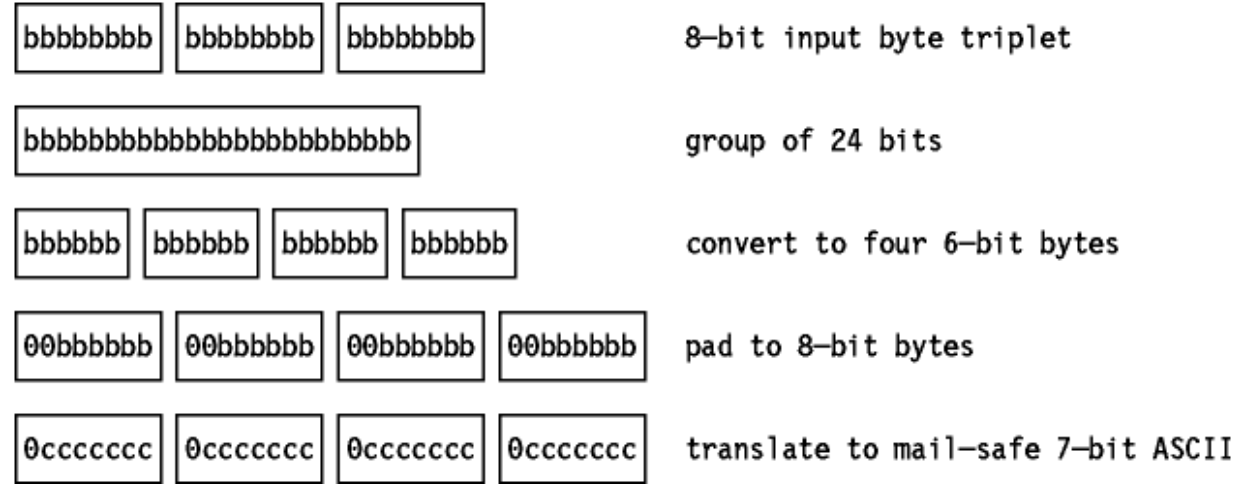 bbbbbbbb bbbbbbbb bbbbbbbb 8-bit input byte triplet
bbbbbbbbbbbbbbbbbbbbbbbb group of 24 bits
bbbbbb bbbbbb bbbbbb bbbbbb convert to four 6-bit bytes
00bbbbbb 00bbbbbb 00bbbbbb 00bbbbbb pad to 8-bit bytes
0ccccccc 0ccccccc 0ccccccc 0ccccccc translate to mail-safe 7-bit ASCII